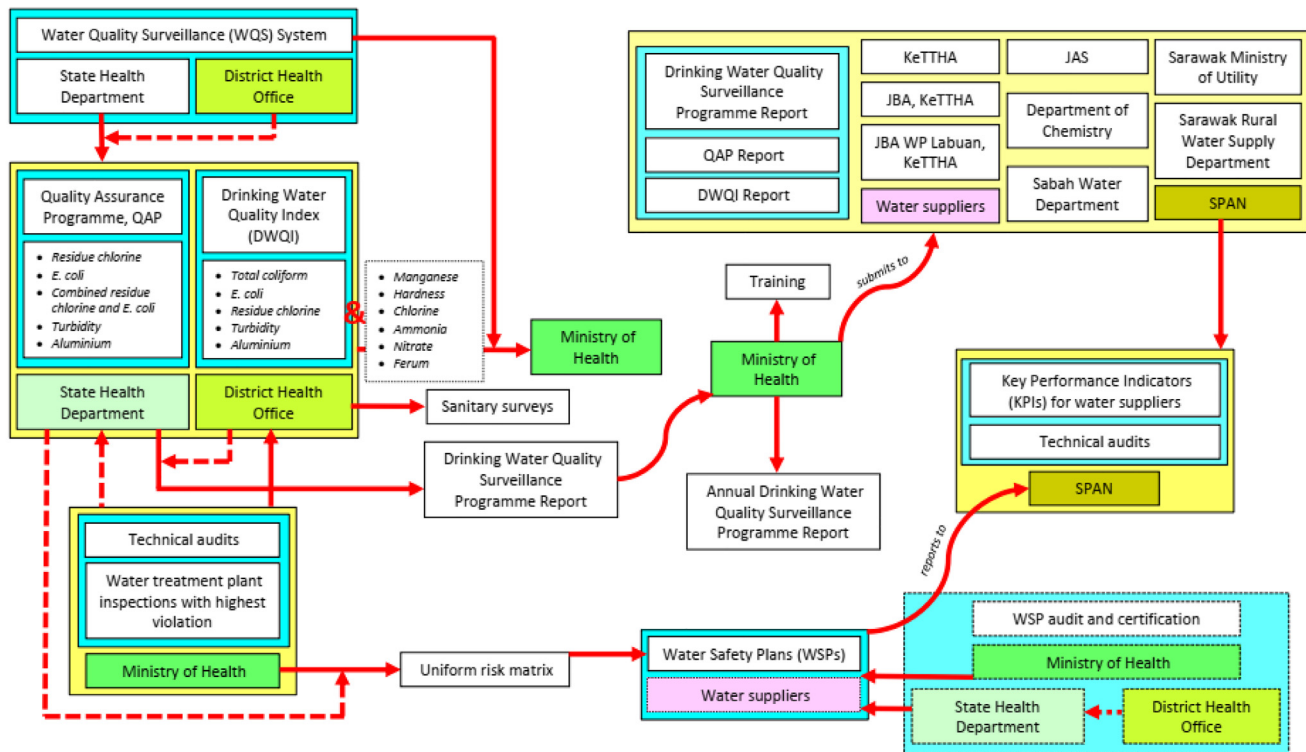 Water Quality Surveillance (WQS) System
State Health
Department
District Health
Office
Quality Assurance
Programme, QAP
• Residue chlorine
• E. coli
• Combined residue
chlorine and E. coli
• Turbidity
• Aluminium
State Health
Department
Drinking Water
Quality Index
(DWQI)
• Total coliform
• E. coli
• Residue chlorine
• Turbidity
• Aluminium
District Health
Office
&
• Manganese
• Hardness
• Chlorine
• Ammonia
• Nitrate
• Ferum
Ministry of
Health
Sanitary surveys
Drinking Water Quality
Surveillance
Programme Report
Training
Ministry of
Health
Annual Drinking Water
Quality Surveillance
Programme Report
submits to
Drinking Water Quality
Surveillance
Programme Report
QAP Report
DWQI Report
KeTTHA
JBA, KeTTHA
JBA WP Labuan,
KeTTHA
Water suppliers
JAS
Department of
Chemistry
Sabah Water
Department
Sarawak Ministry
of Utility
Sarawak Rural
Water Supply
Department
SPAN
Key Performance Indicators
(KPIs) for water suppliers
Technical audits
SPAN
reports to
Technical audits
Water treatment plant
inspections with highest
violation
Ministry of Health
Uniform risk matrix
Water Safety Plans (WSPs)
Water suppliers
WSP audit and certification
Ministry of Health
State Health
Department
District Health
Office